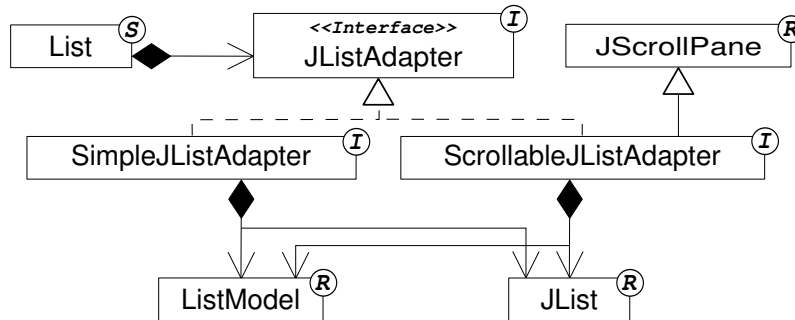 S
List
<<Interface>>
I
JListAdapter
R
JScrollPane
I
SimpleJListAdapter
I
ScrollableJListAdapter
R
ListModel
R
JList